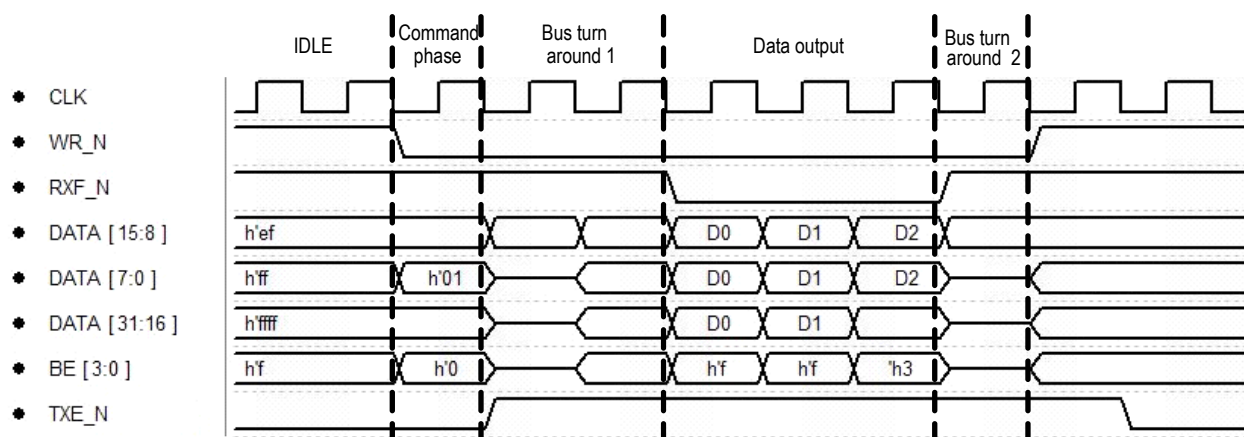 IDLE
Command
phase
Bus turn
around 1
Data output
Bus turn
around 2
CLK
WR_N
RXF_N
DATA [ 15:8 ]
h'ef
D0
D1
D2
DATA [7:0 ]
h'ff
h'01
D0
D1
D2
DATA [31:16 ]
h'ffff
D0
D1
BE [ 3:0 ]
h'f
h'0
h'f
h'f
'h3
TXE_N